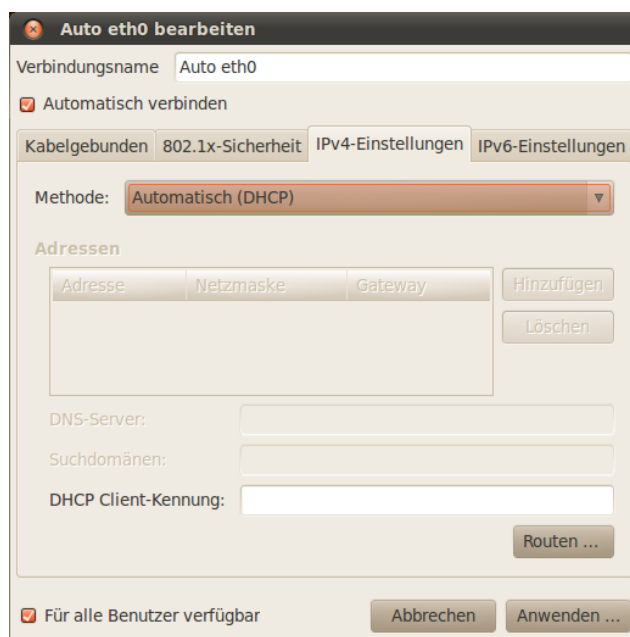 Auto eth0 bearbeiten
Verbindungsname Auto eth0
Automatisch verbinden
Kabelgebunden 802.1x-Sicherheit IPv4-Einstellungen IPv6-Einstellungen
Methode: Automatisch (DHCP)
Adressen
Adresse Netzmaske Gateway Hinzufügen
Löschen
DNS-Server:
Suchdomänen:
DHCP Client-Kennung:
Routen ...
Für alle Benutzer verfügbar Abbrechen Anwenden ...